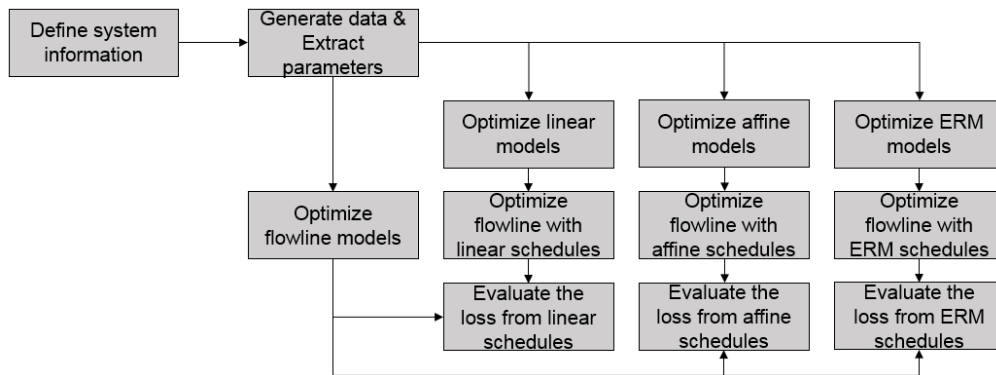 Define system
information
Generate data &
Extract
parameters
Optimize linear
models
Optimize affine
models
Optimize ERM
models
Optimize
flowline models
Optimize
flowline with
linear schedules
Optimize
flowline with
affine schedules
Optimize
flowline with
ERM schedules
Evaluate the
loss from linear
schedules
Evaluate the
loss from affine
schedules
Evaluate the
loss from ERM
schedules